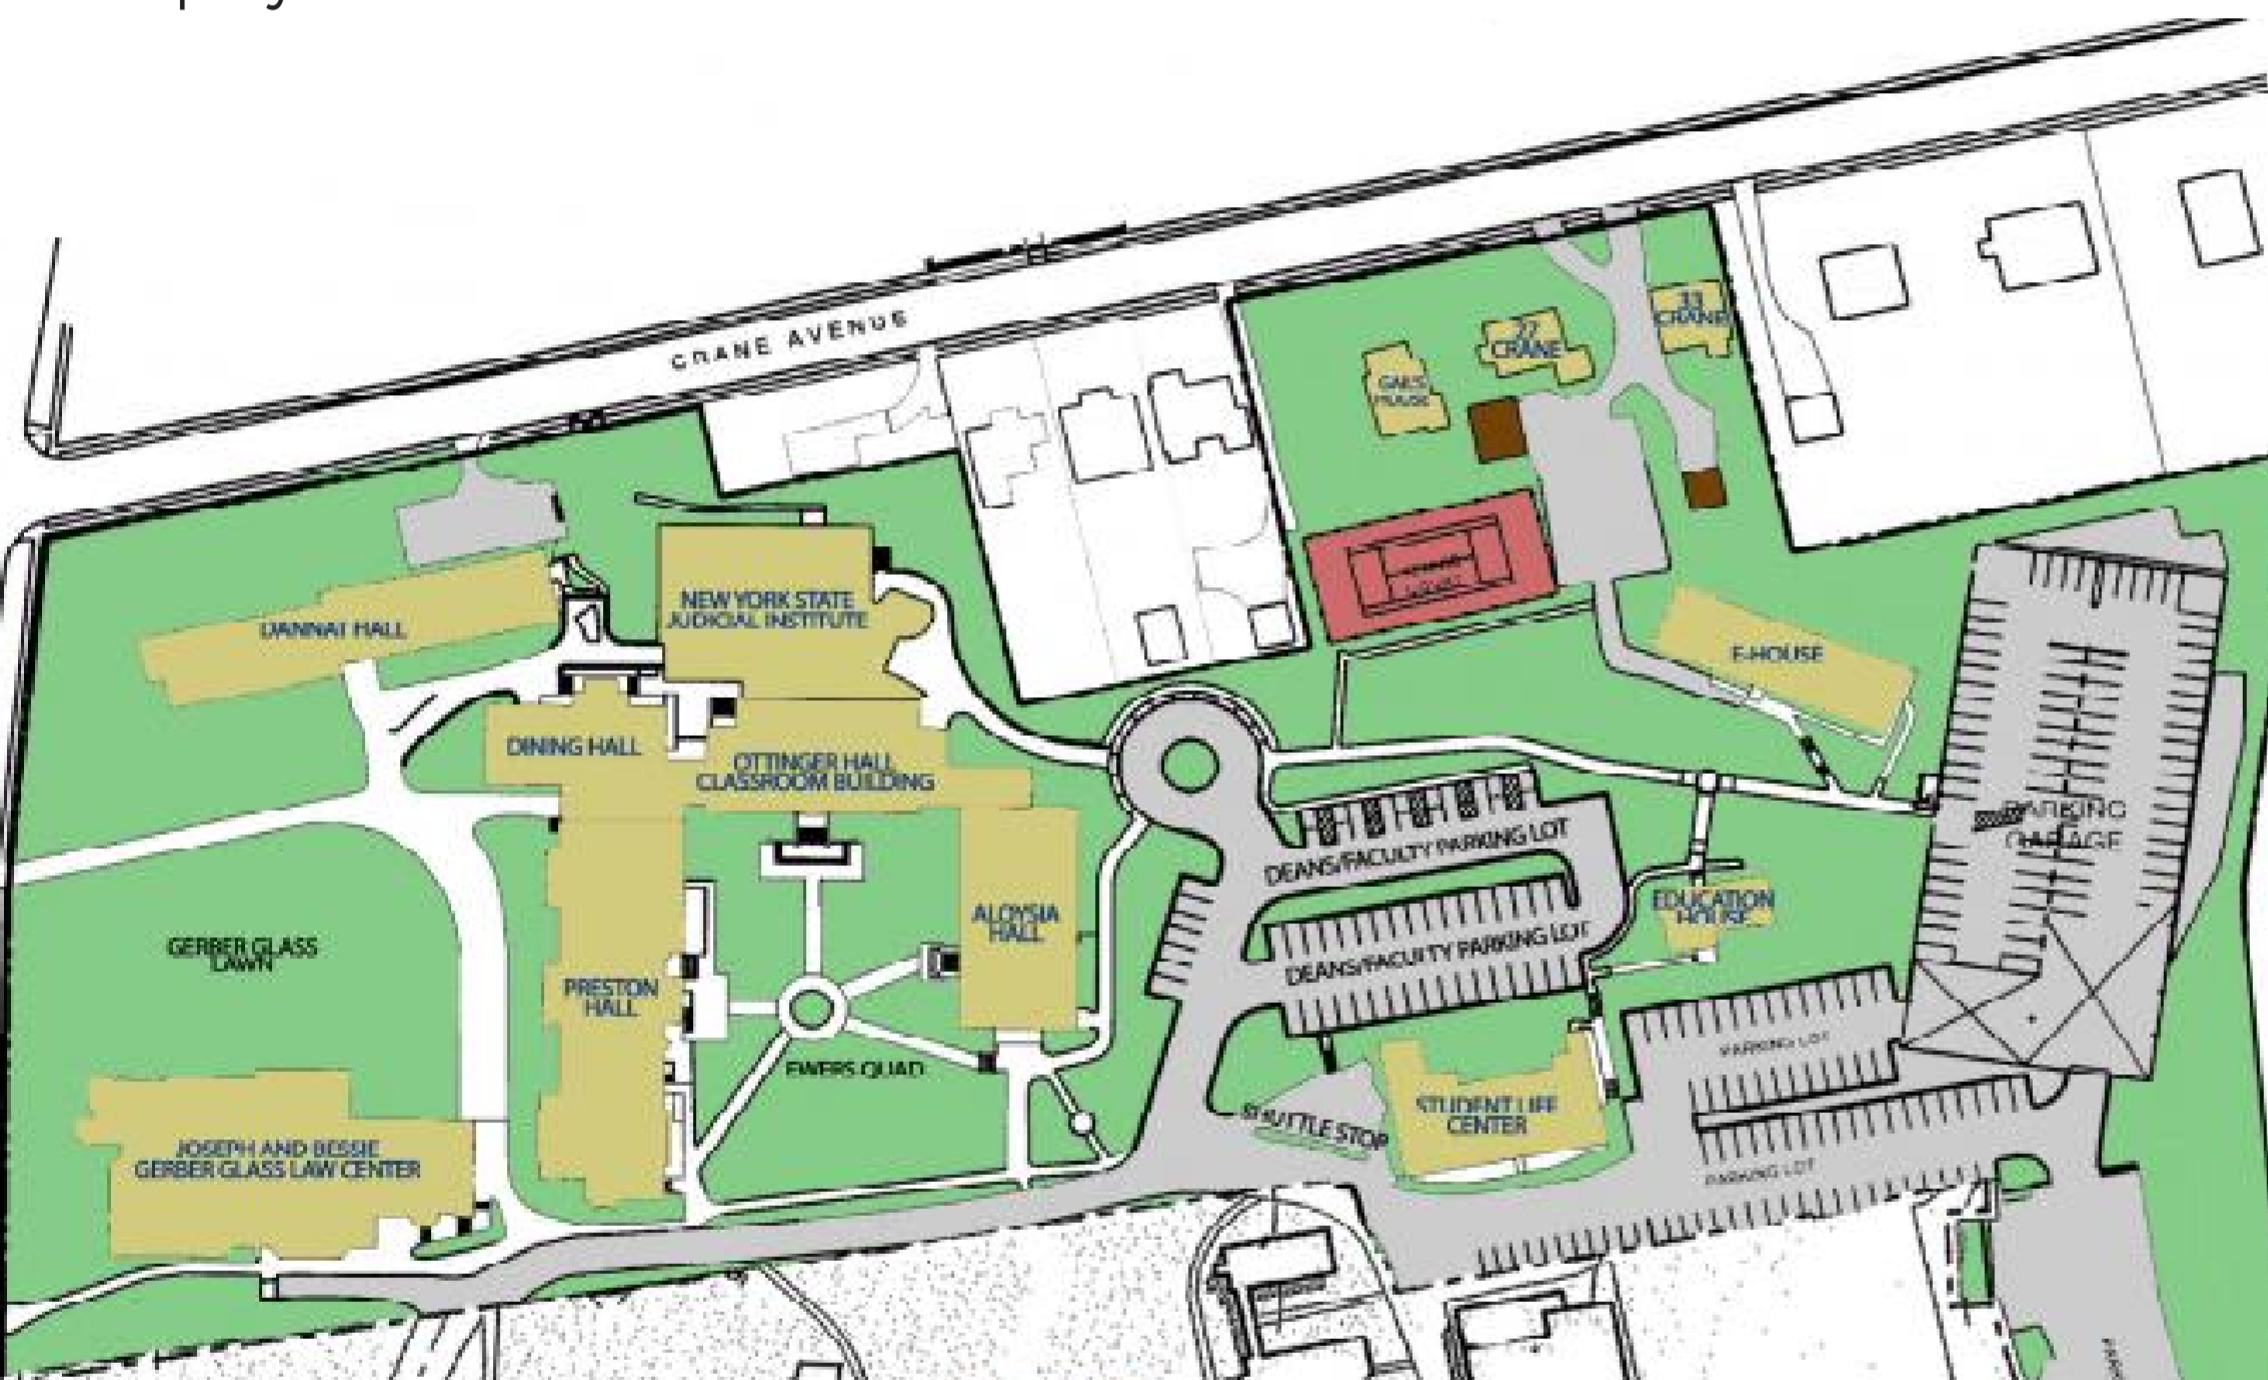 CRANE AVENUE
33
CRANE
CRANE
DANNAT HALL
NEW YORK STATE
JUDICIAL INSTITUTE
E-HOUSE
DINING HALL
OTTINGER HALL
CLASSROOM BUILDING
PARKING
GARAGE
DEANS/FACULTY PARKING LOT
EDUCATION
HOUSE
ALOYSIA
HALL
GERBER GLASS
LAWN
DEANS/FACULTY PARKING LOT
PRESTON
HALL
PARKING LOT
EWERS QUAD
SHUTTLE STOP
STUDENT LIFE
CENTER
JOSEPH AND BESSIE
GERBER GLASS LAW CENTER
PARKING LOT